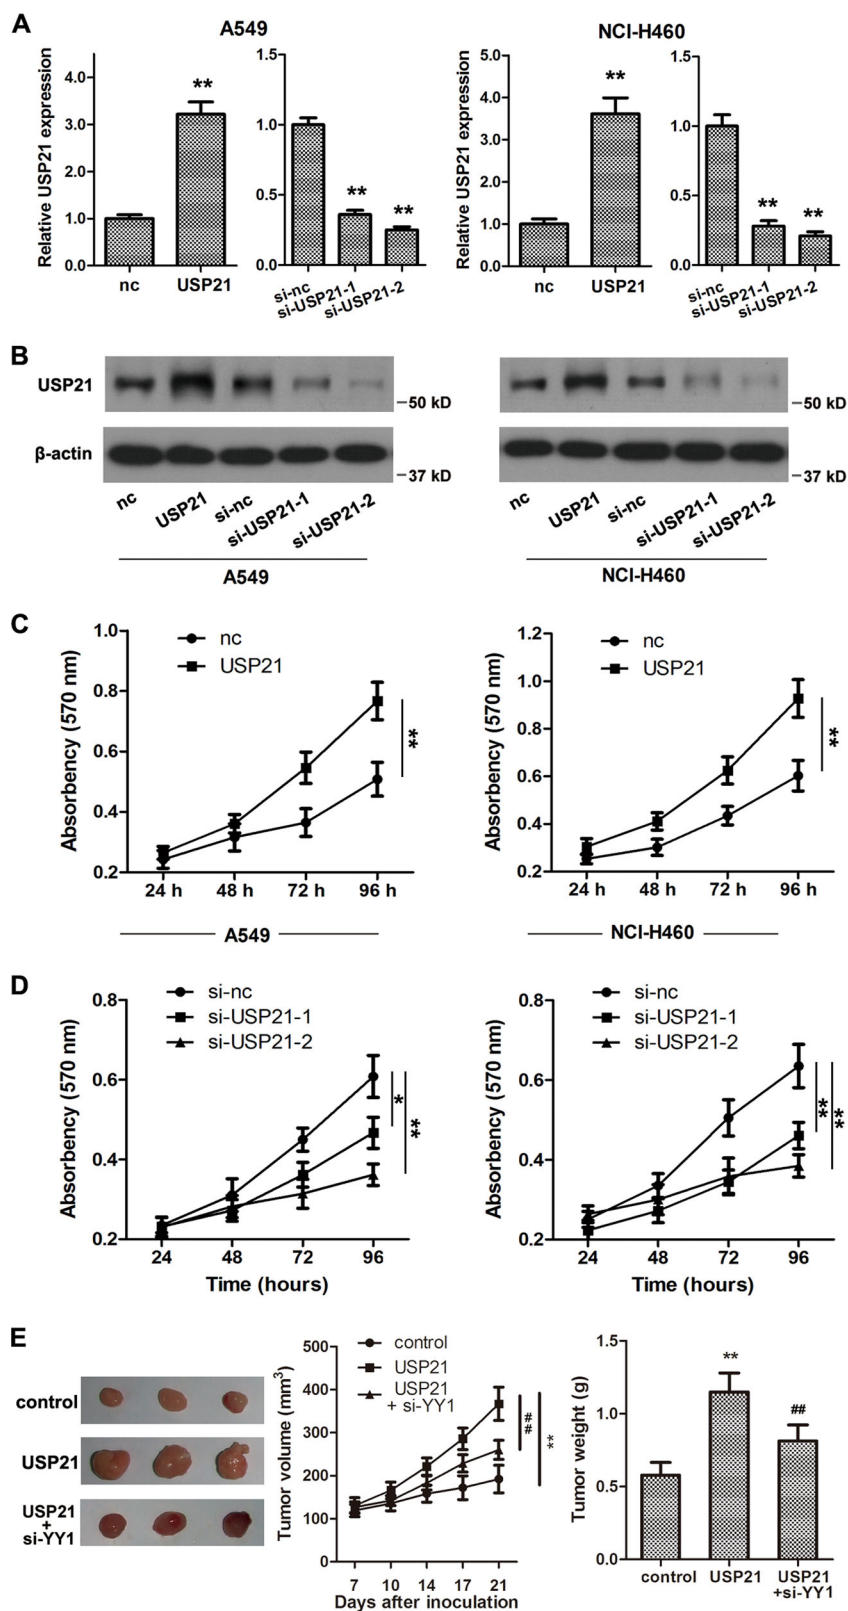 A
A549
NCI-H460
Relative USP21 expression
4.0
3.0
2.0
1.0
0.0
**
nc
USP21
1.5
1.0
0.5
0.0
**
**
si-nc
si-USP21-1
si-USP21-2
Relative USP21 expression
5.0
4.0
3.0
2.0
1.0
0.0
**
nc
USP21
1.5
1.0
0.5
0.0
**
**
si-nc
si-USP21-1
si-USP21-2
B
USP21
50 kD
50 kD
β-actin
37 kD
37 kD
nc
USP21
si-nc
si-USP21-1
si-USP21-2
A549
nc
USP21
si-nc
si-USP21-1
si-USP21-2
NCI-H460
C
Absorbency (570 nm)
1.0
0.8
0.6
0.4
0.2
nc
USP21
**
24 h 48 h 72 h 96 h
A549
Absorbency (570 nm)
1.2
1.0
0.8
0.6
0.4
0.2
nc
USP21
**
24 h 48 h 72 h 96 h
NCI-H460
D
Absorbency (570 nm)
0.8
0.6
0.4
0.2
si-nc
si-USP21-1
si-USP21-2
*
**
24 48 72 96
Time (hours)
Absorbency (570 nm)
0.8
0.6
0.4
0.2
si-nc
si-USP21-1
si-USP21-2
**
**
24 48 72 96
Time (hours)
E
control
USP21
USP21
+
si-YY1
Tumor volume (mm³)
500
400
300
200
100
0
control
USP21
USP21
+ si-YY1
##
**
7 10 14 17 21
Days after inoculation
Tumor weight (g)
1.5
1.0
0.5
0.0
**
##
control
USP21
USP21
+si-YY1